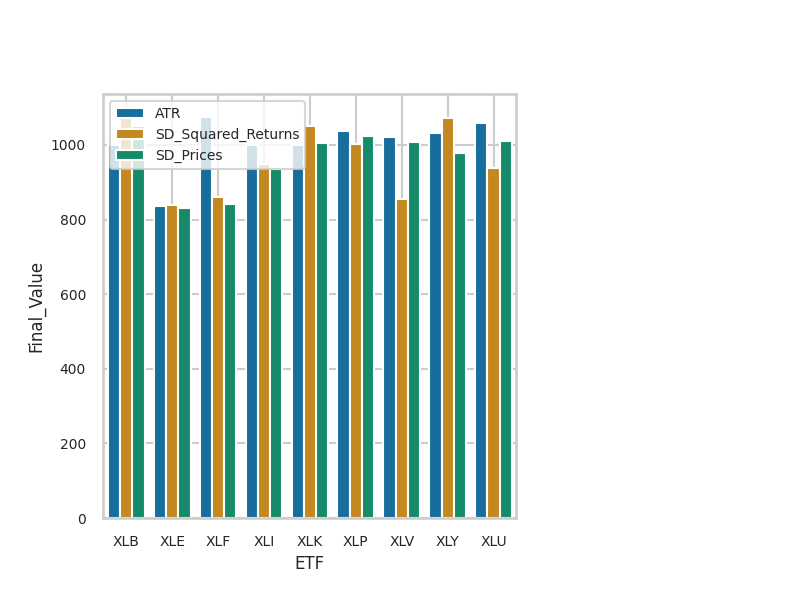 ATR
SD_Squared_Returns
SD_Prices
1000
800
600
400
200
0
Final_Value
XLB XLE XLF XLI XLK XLP XLV XLY XLU
ETF